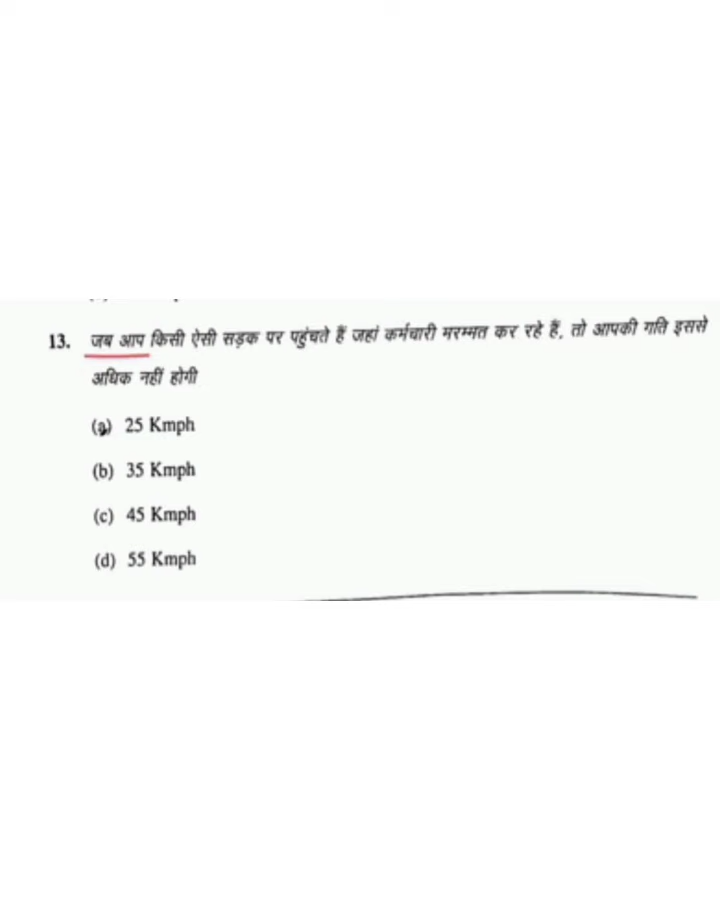 13. जब आप किसी ऐसी सड़क पर पहुंचते हैं जहां कर्मचारी मरम्मत कर रहे हैं, तो आपकी गति इससे
अधिक नहीं होगी
(a) 25 Kmph
(b) 35 Kmph
(c) 45 Kmph
(d) 55 Kmph